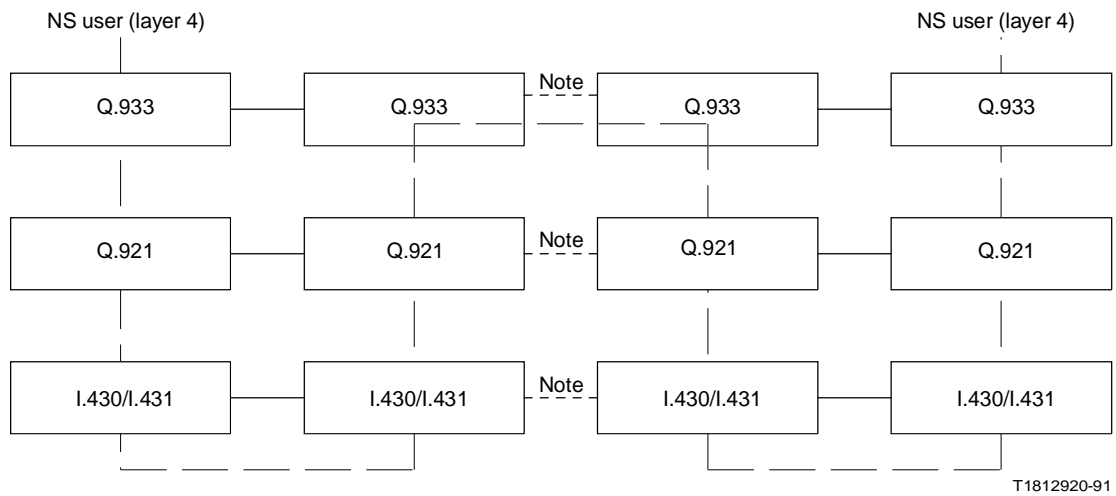 NS user (layer 4) NS user (layer 4)
Note
Q.933 Q.933 Q.933 Q.933
Note
Q.921 Q.921 Q.921 Q.921
Note
I.430/I.431 I.430/I.431 I.430/I.431 I.430/I.431
T1812920-91